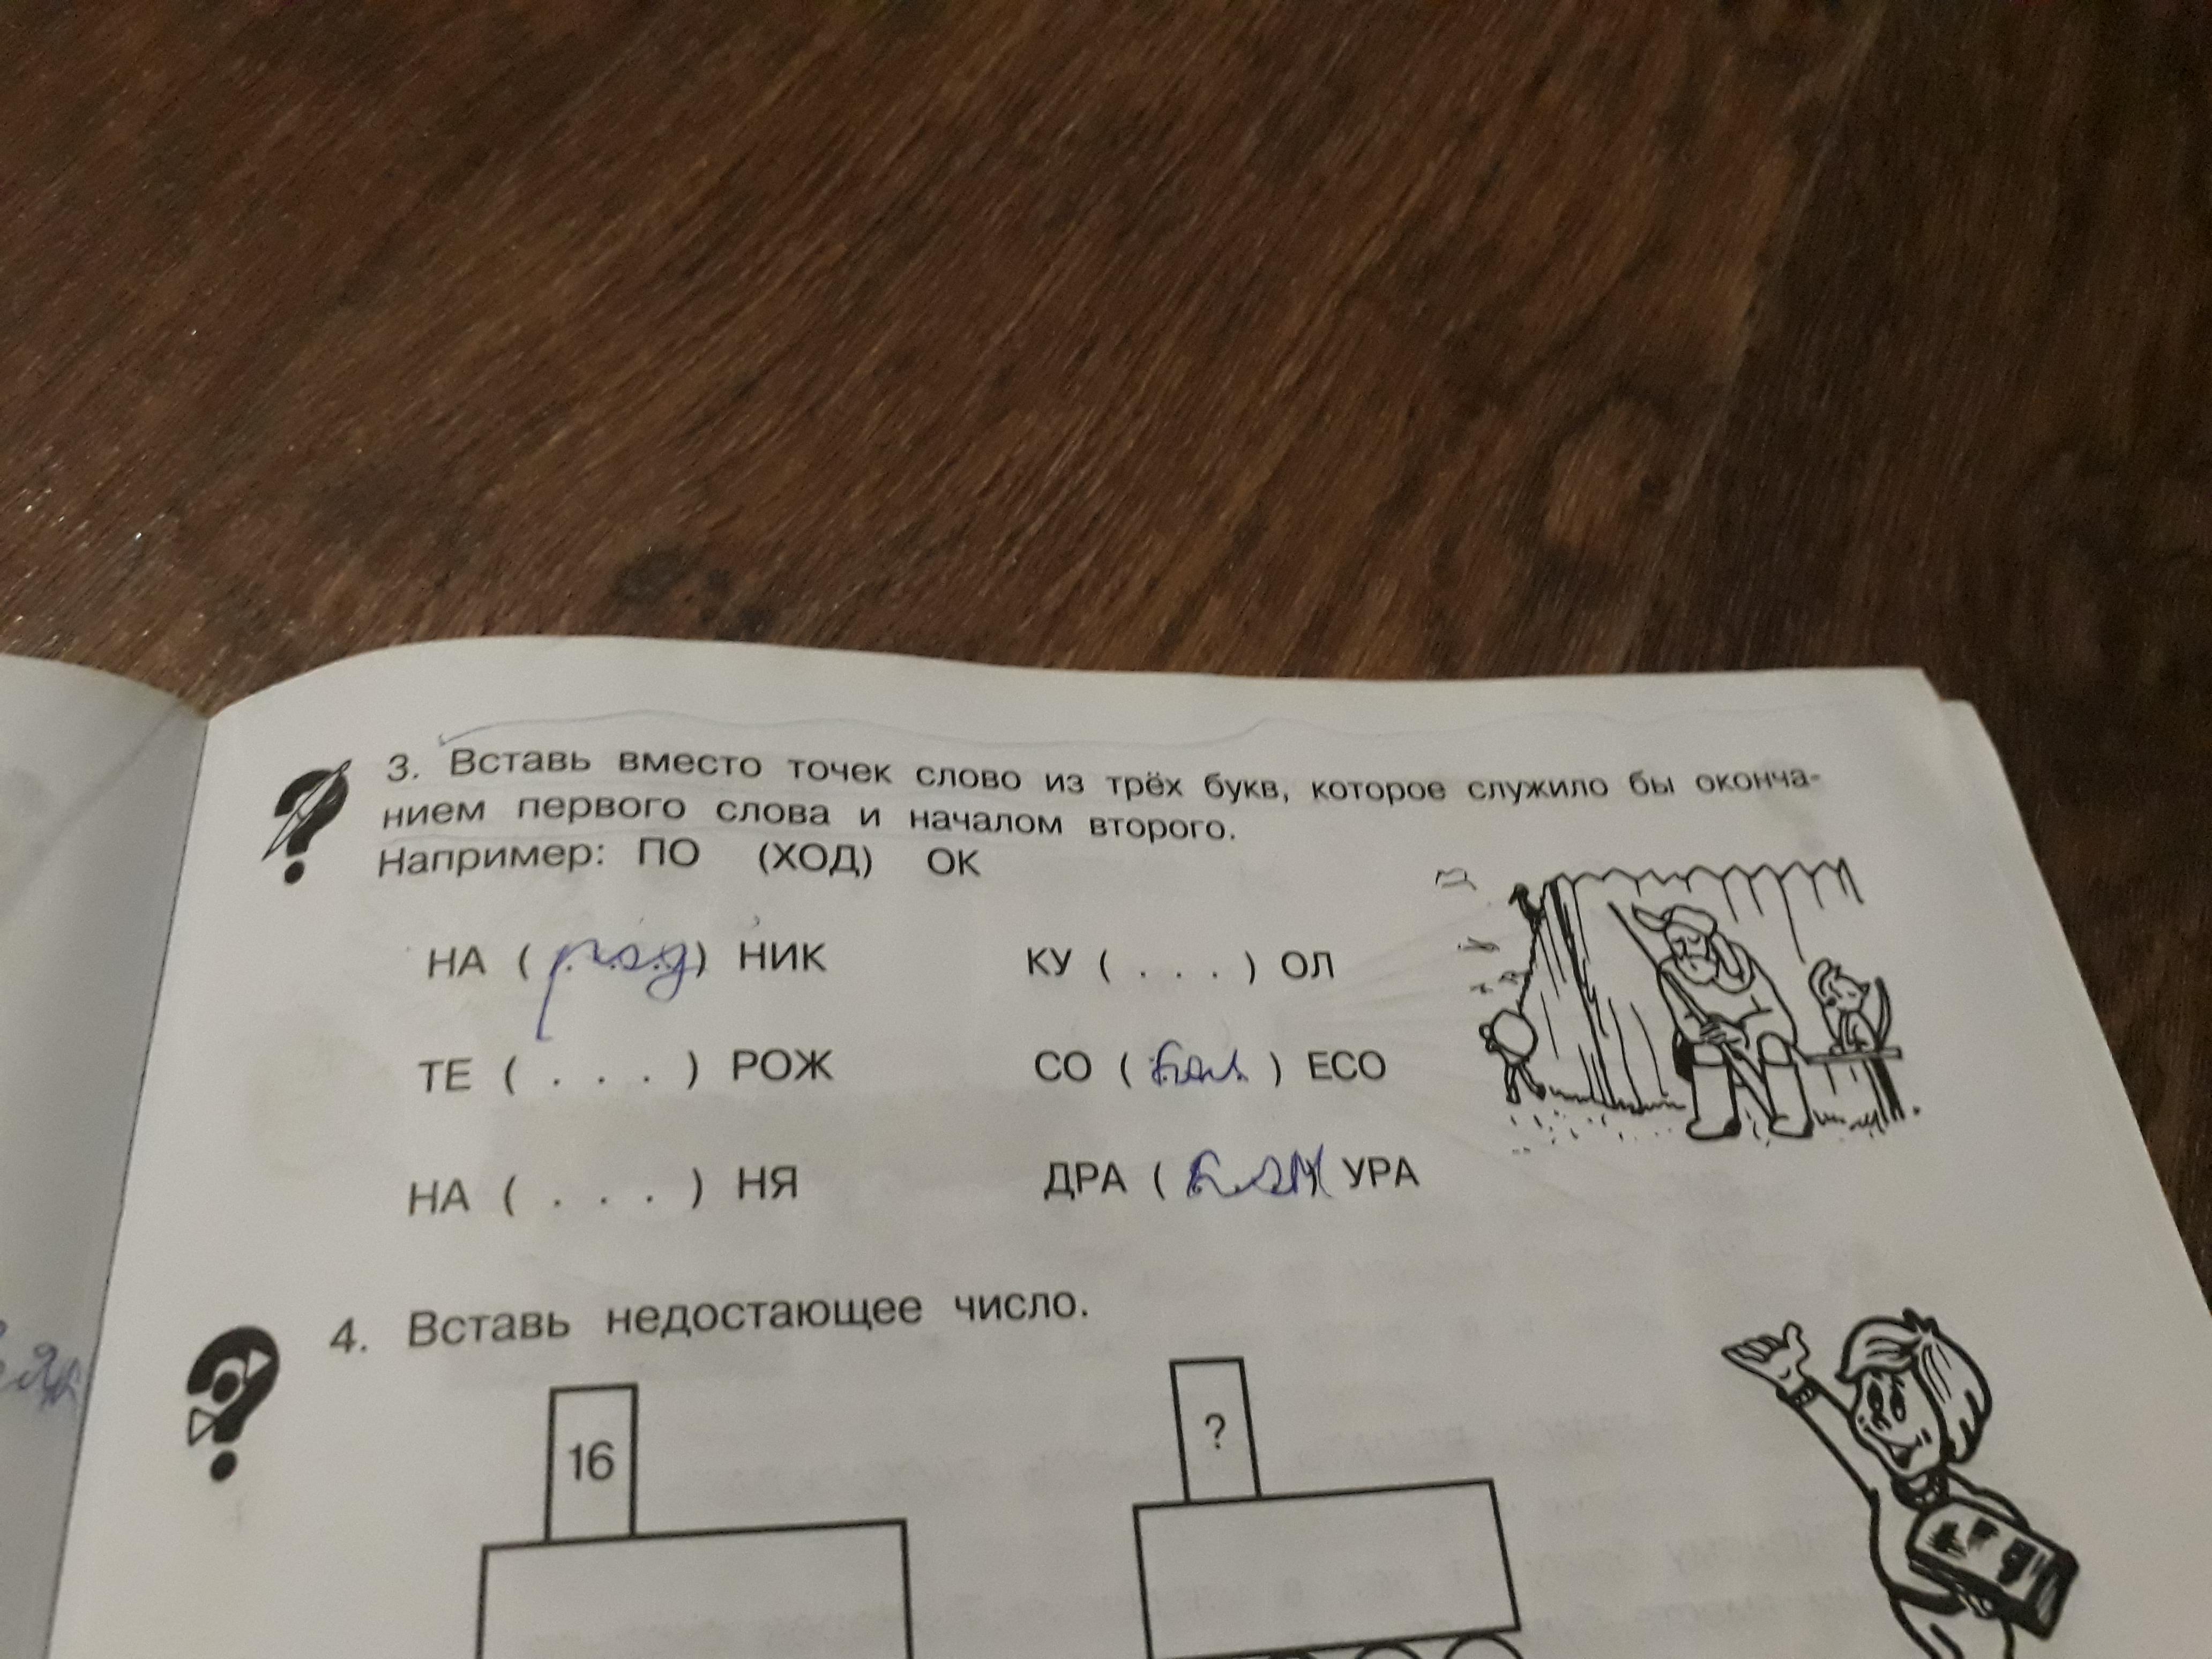 3. Вставь вместо точек слово из трёх букв, которое служило бы оконча-
нием первого слова и началом второго.
Например: ПО (ХОД) ОК
НА (род) НИК КУ ( . . . ) ОЛ
ТЕ ( . . . ) РОЖ СО (бал) ЕСО
НА ( . . . ) НЯ ДРА ( УРА
4. Вставь недостающее число.
16 ?